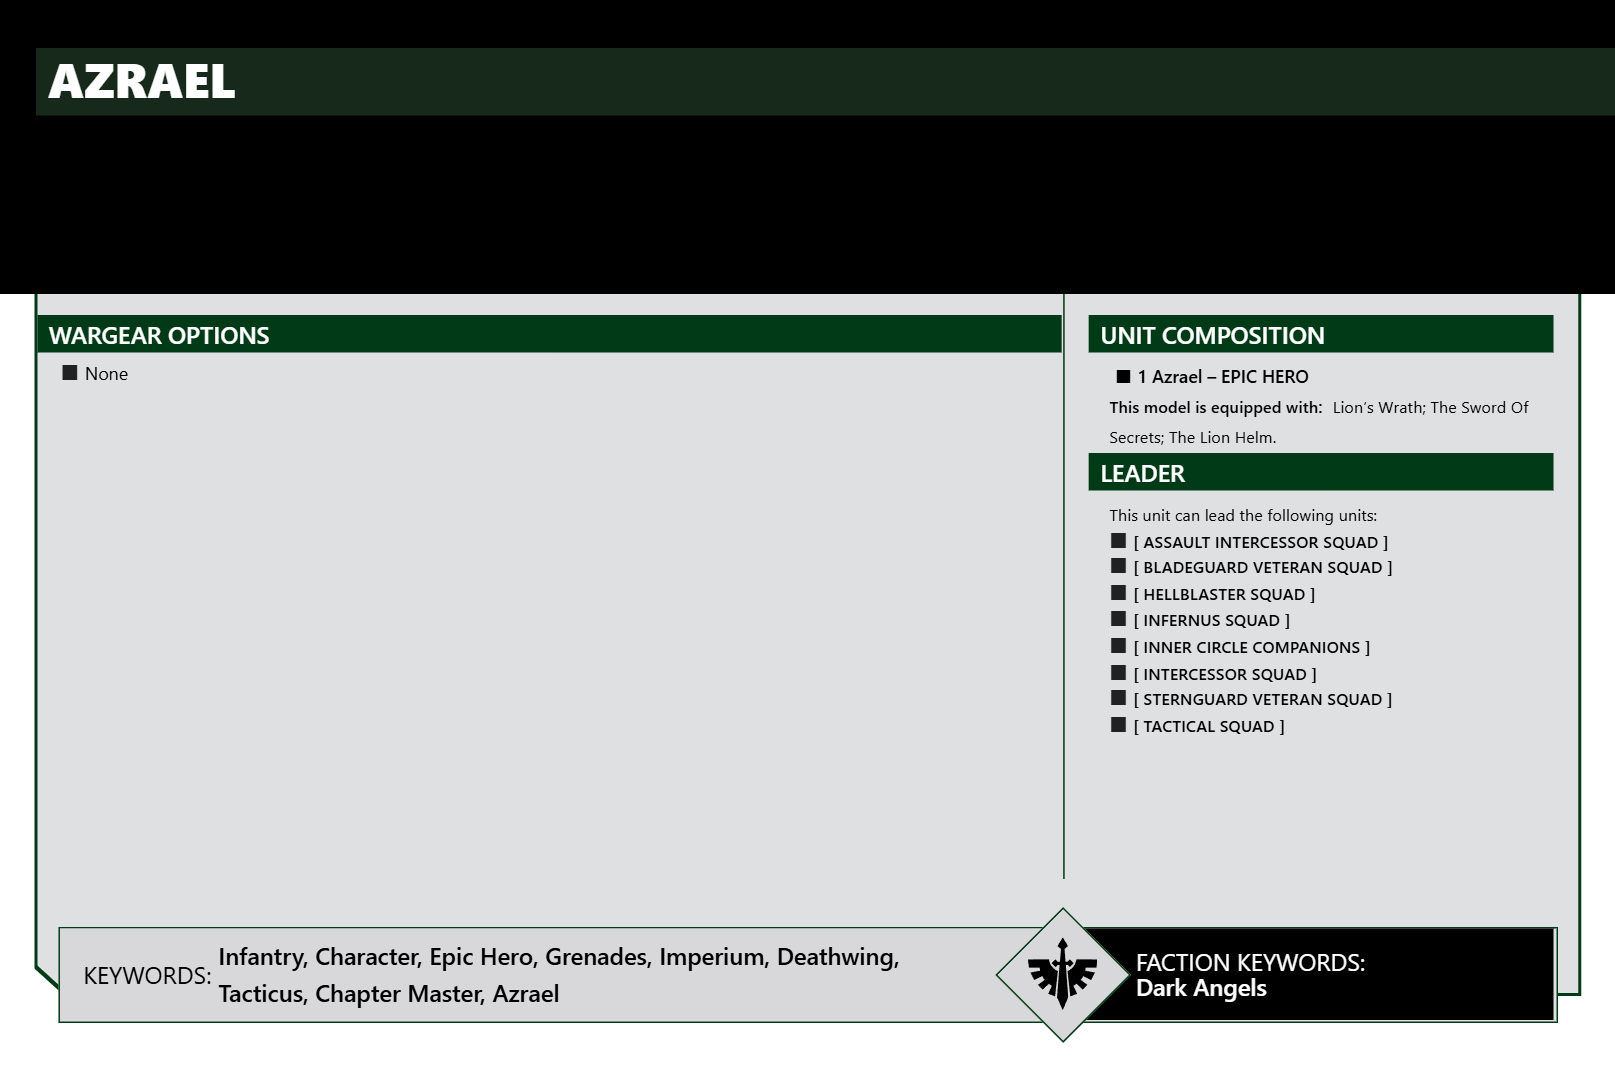 AZRAEL
WARGEAR OPTIONS
None
UNIT COMPOSITION
1 Azrael – EPIC HERO
This model is equipped with: Lion’s Wrath; The Sword Of
Secrets; The Lion Helm.
LEADER
This unit can lead the following units:
[ ASSAULT INTERCESSOR SQUAD ]
[ BLADEGUARD VETERAN SQUAD ]
[ HELLBLASTER SQUAD ]
[ INFERNUS SQUAD ]
[ INNER CIRCLE COMPANIONS ]
[ INTERCESSOR SQUAD ]
[ STERNGUARD VETERAN SQUAD ]
[ TACTICAL SQUAD ]
KEYWORDS: Infantry, Character, Epic Hero, Grenades, Imperium, Deathwing,
Tacticus, Chapter Master, Azrael
FACTION KEYWORDS:
Dark Angels